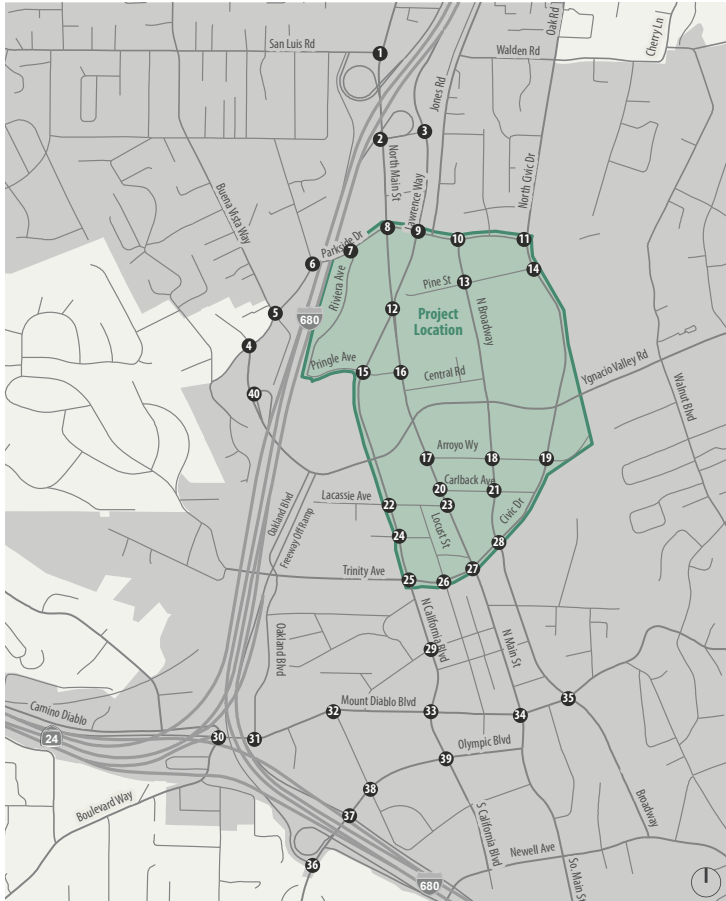 Oak Rd
Cherry Ln
San Luis Rd
1
Walden Rd
Jones Rd
2
3
North Main St
Lawrence Way
North Civic Dr
Buena Vista Way
8
9
10
11
Parkside Dr
7
6
14
Pine St
13
Riviera Ave
12
N Broadway
5
680
Project
Location
4
Pringle Ave
15
16
Central Rd
Ygnacio Valley Rd
Walnut Blvd
40
Arroyo Wy
17
18
19
Carlback Ave
20
21
Lacassie Ave
22
23
Oakland Blvd
Freeway Off Ramp
Locust St
Civic Dr
24
28
Trinity Ave
25
26
27
N California Blvd
Oakland Blvd
N Main St
29
35
Mount Diablo Blvd
32
33
34
Camino Diablo
24
30
31
Olympic Blvd
39
38
Boulevard Way
37
S California Blvd
Broadway
Newell Ave
36
680
So. Main St